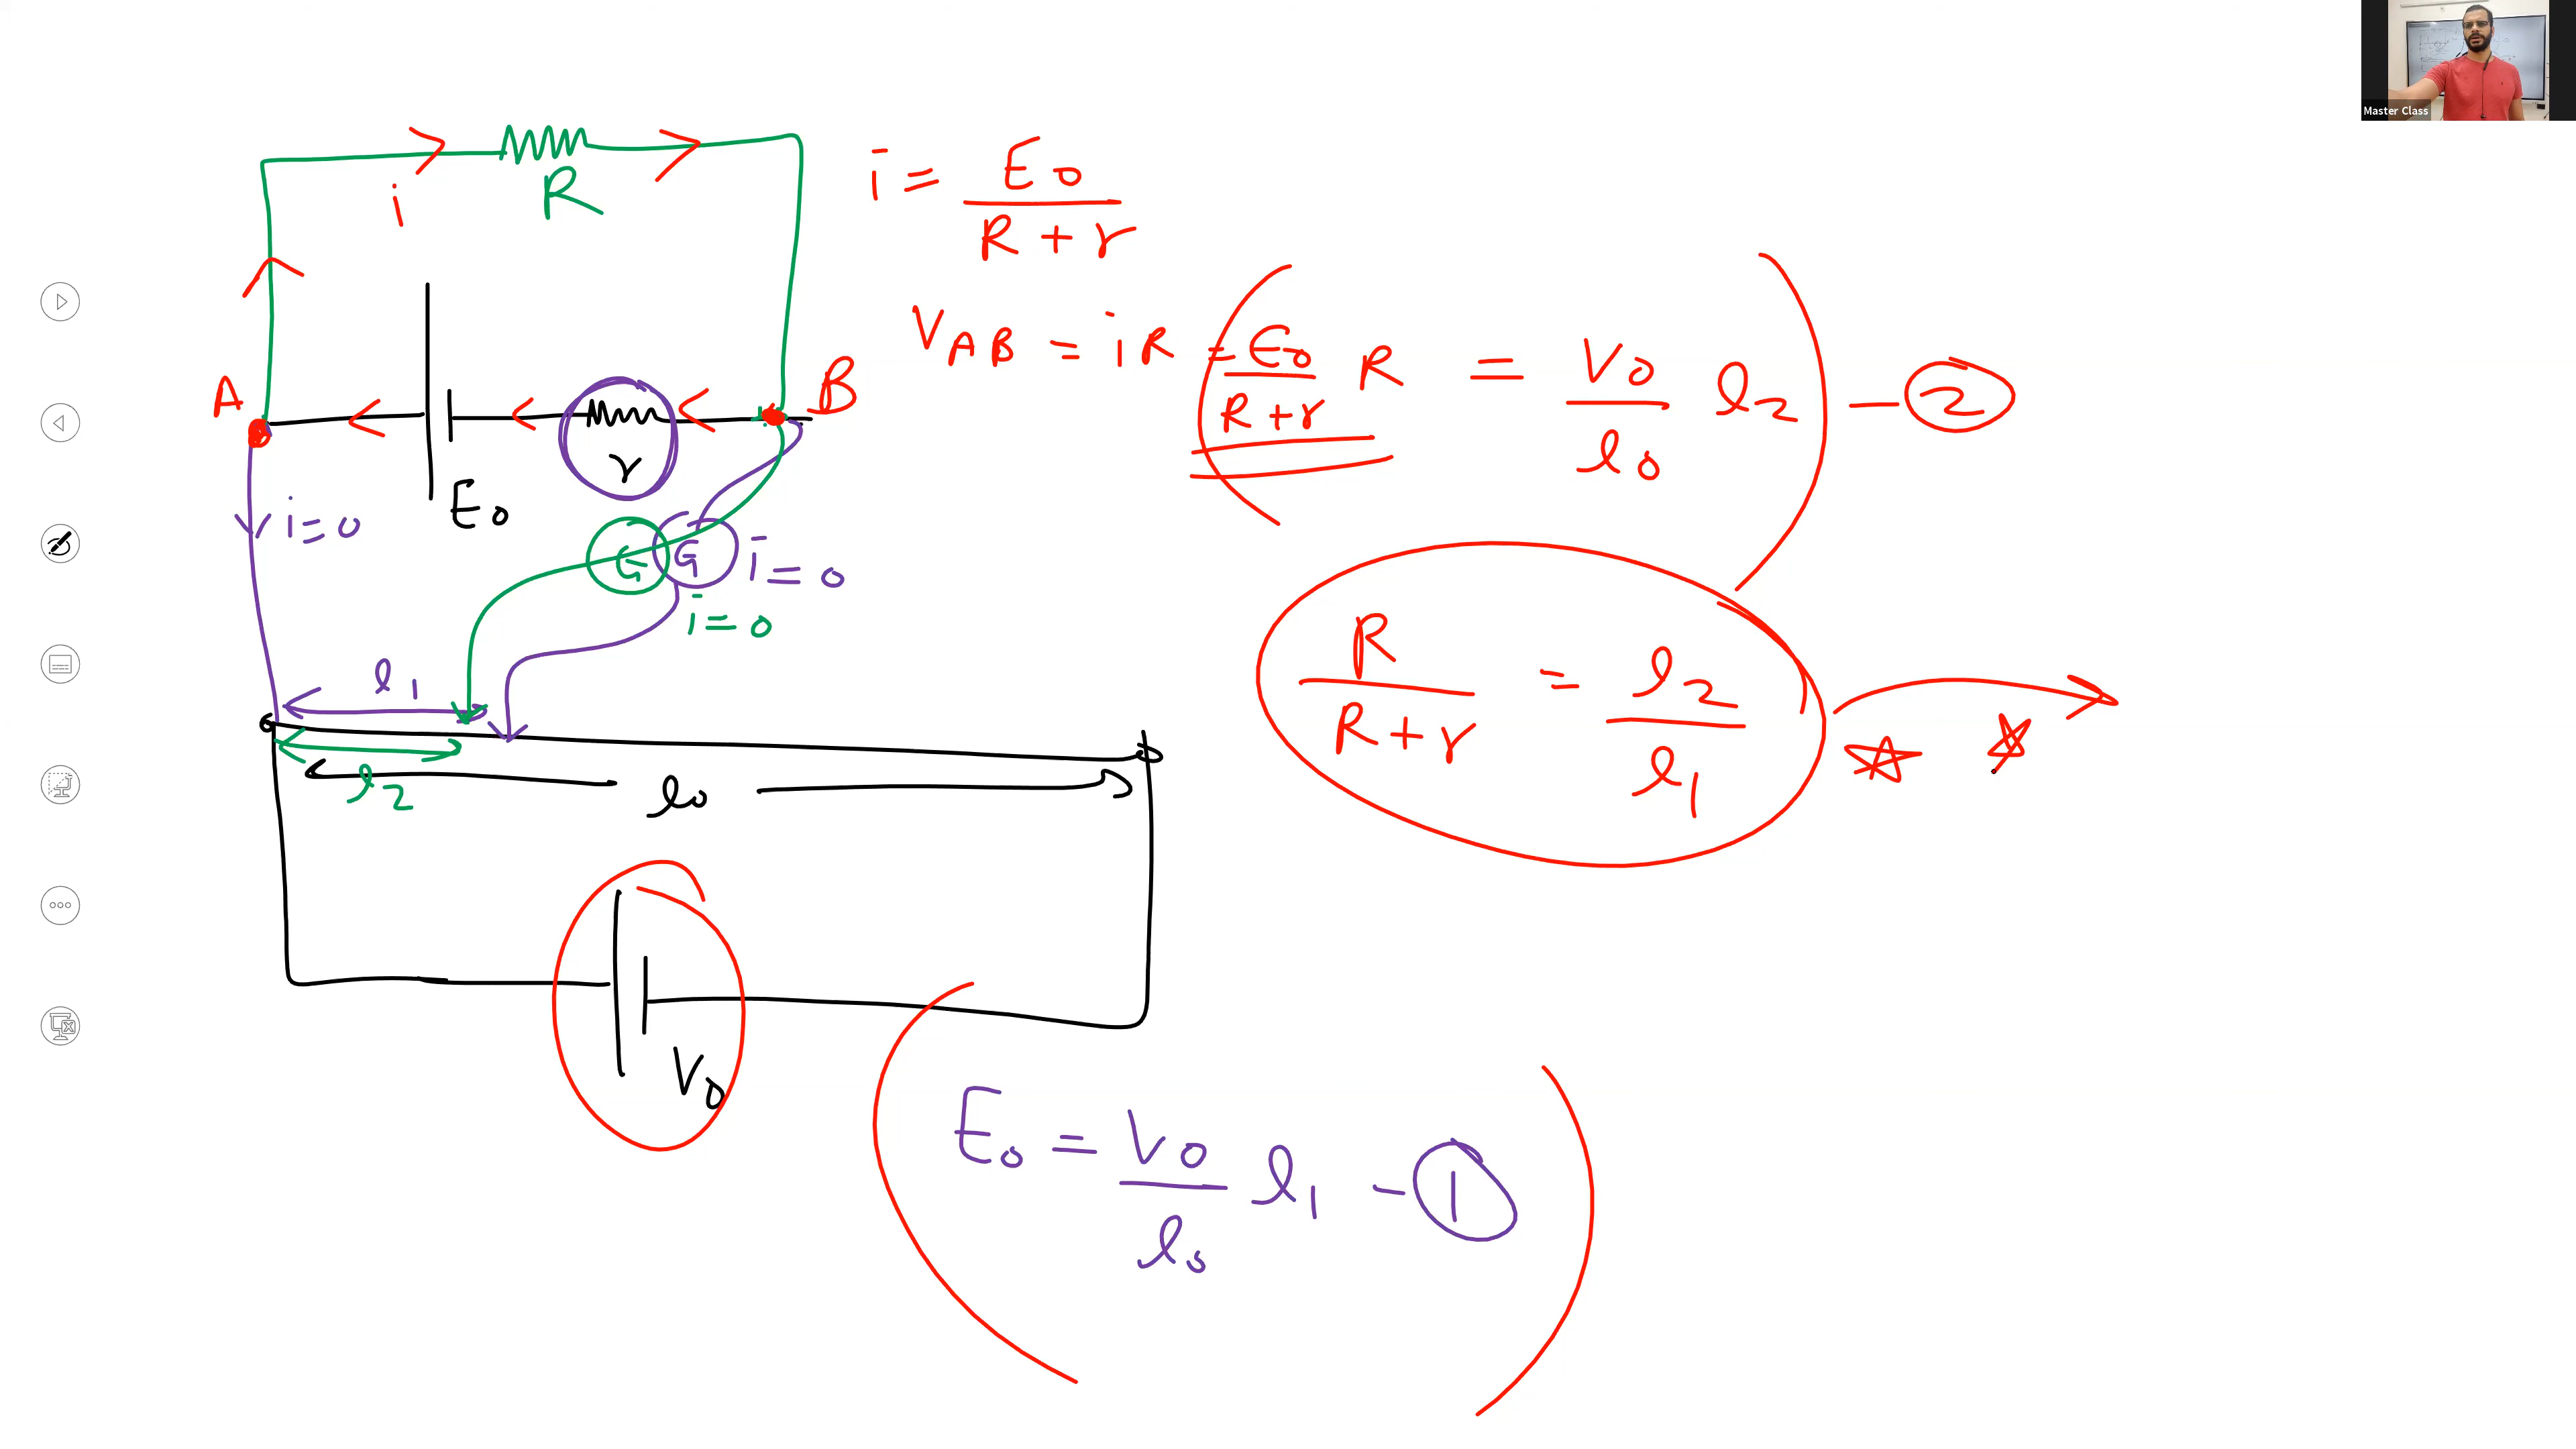 Master Class
i = E₀ / (R + r)
i
R
V_AB = iR = E₀/(R + r) R = V₀/l₀ l₂ - ②
A
B
r
E₀
i = 0
G
G
i = 0
i = 0
R/(R + r) = l₂/l₁
l₁
l₂
l₀
V₀
E₀ = V₀/l₀ l₁ - ①